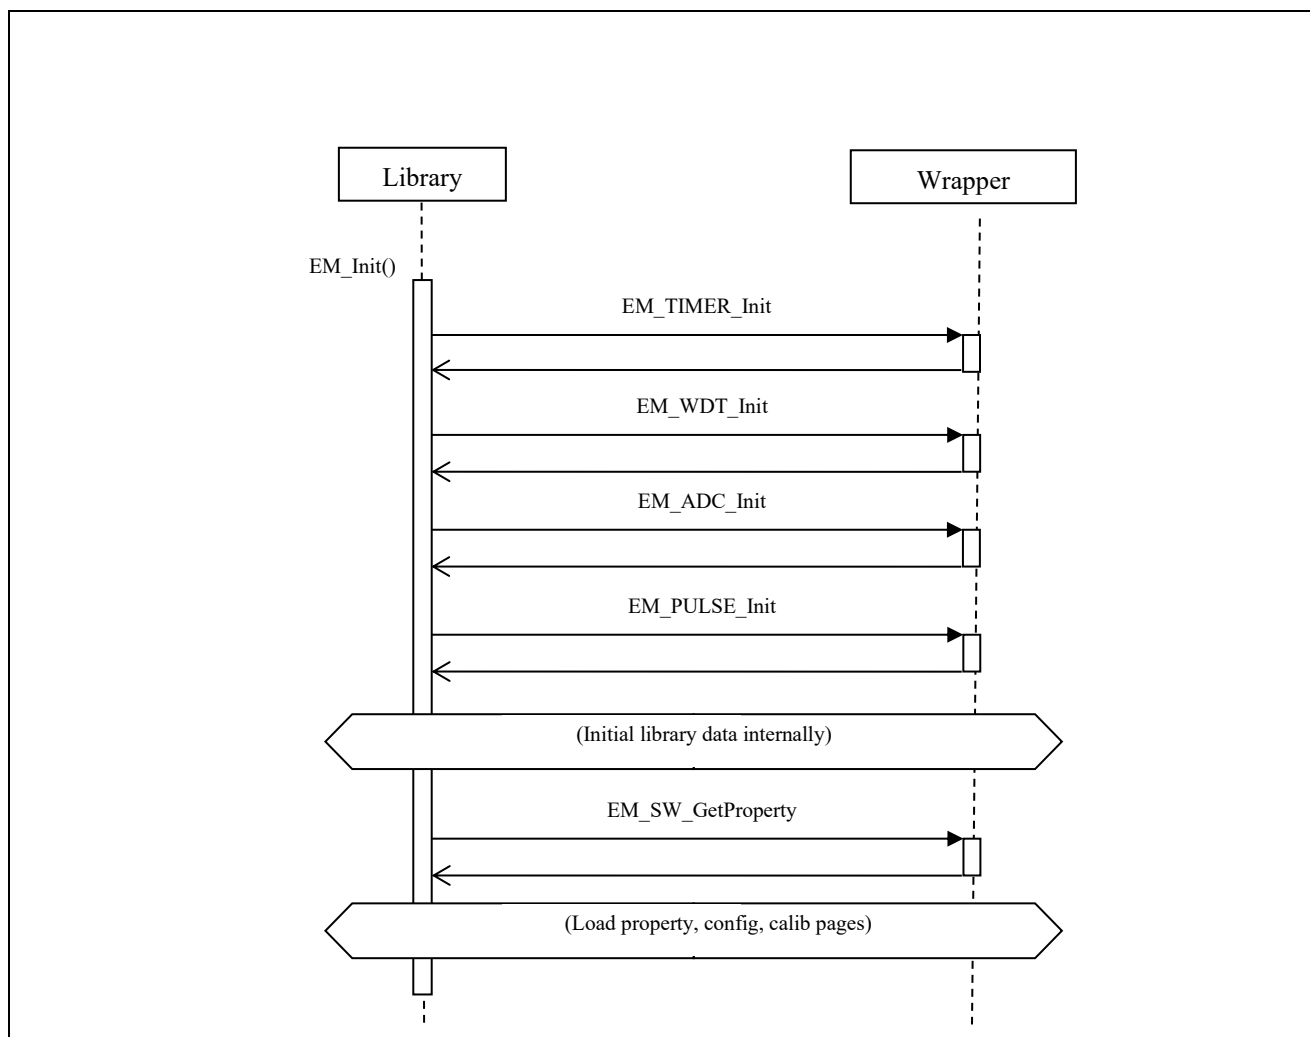 Library
Wrapper
EM_Init()
EM_TIMER_Init
EM_WDT_Init
EM_ADC_Init
EM_PULSE_Init
(Initial library data internally)
EM_SW_GetProperty
(Load property, config, calib pages)